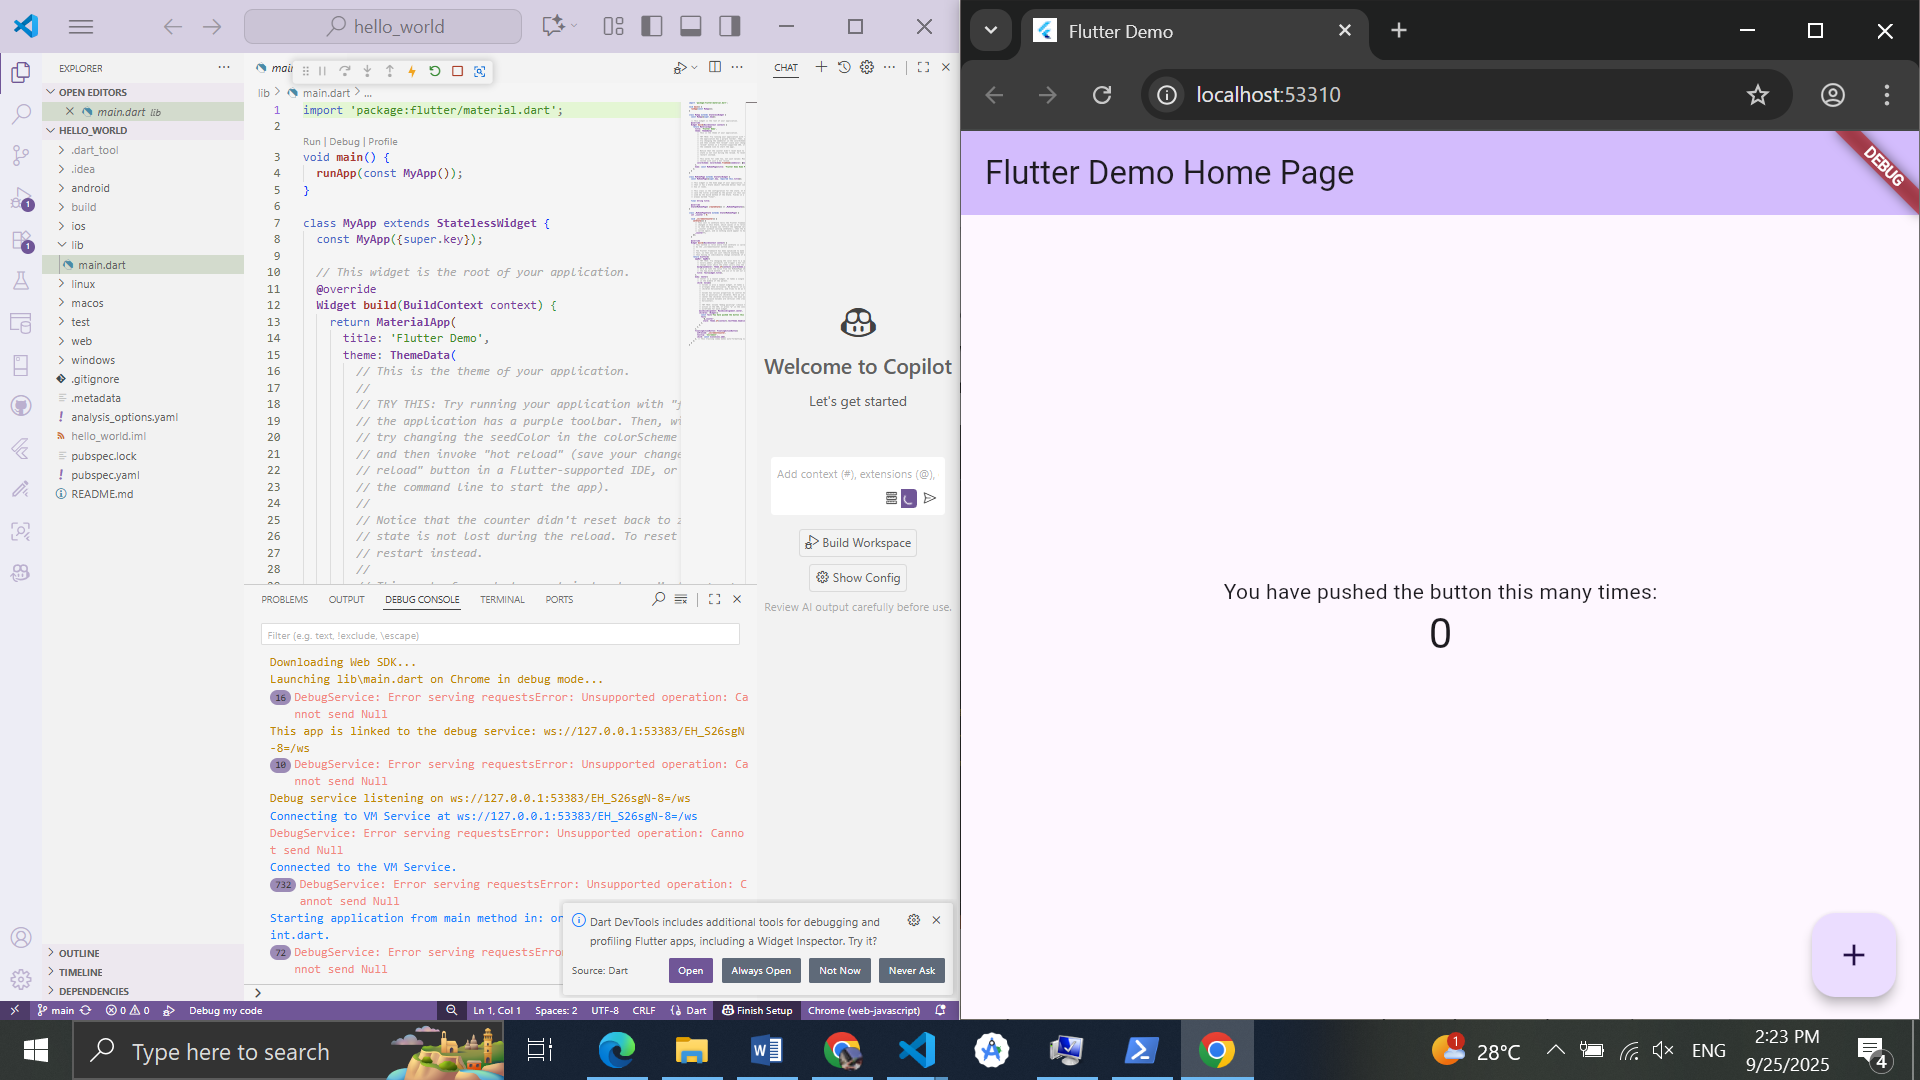 hello_world
EXPLORER
OPEN EDITORS
main.dart lib
HELLO_WORLD
.dart_tool
.idea
android
build
ios
lib
main.dart
linux
macos
test
web
windows
.gitignore
.metadata
analysis_options.yaml
hello_world.iml
pubspec.lock
pubspec.yaml
README.md
OUTLINE
TIMELINE
DEPENDENCIES
1
1
lib > main.dart > ...
1 import 'package:flutter/material.dart';
2
Run | Debug | Profile
3 void main() {
4 runApp(const MyApp());
5 }
6
7 class MyApp extends StatelessWidget {
8 const MyApp({super.key});
9
10 // This widget is the root of your application.
11 @override
12 Widget build(BuildContext context) {
13 return MaterialApp(
14 title: 'Flutter Demo',
15 theme: ThemeData(
16 // This is the theme of your application.
17 //
18 // TRY THIS: Try running your application with "
19 // the application has a purple toolbar. Then,
20 // try changing the seedColor in the colorScheme
21 // and then invoke "hot reload" (save your change
22 // reload" button in a Flutter-supported IDE, or
23 // the command line to start the app).
24 //
25 // Notice that the counter didn't reset back to
26 // state is not lost during the reload. To reset
27 // restart instead.
28 //
PROBLEMS OUTPUT DEBUG CONSOLE TERMINAL PORTS
Filter (e.g. text, !exclude, \escape)
Downloading Web SDK...
Launching lib\main.dart on Chrome in debug mode...
16 DebugService: Error serving requestsError: Unsupported operation: Ca
nnot send Null
This app is linked to the debug service: ws://127.0.0.1:53383/EH_S26sgN
-8=/ws
10 DebugService: Error serving requestsError: Unsupported operation: Ca
nnot send Null
Debug service listening on ws://127.0.0.1:53383/EH_S26sgN-8=/ws
Connecting to VM Service at ws://127.0.0.1:53383/EH_S26sgN-8=/ws
DebugService: Error serving requestsError: Unsupported operation: Canno
t send Null
Connected to the VM Service.
732 DebugService: Error serving requestsError: Unsupported operation: C
annot send Null
Starting application from main method in: or
int.dart.
72 DebugService: Error serving requestsErro
nnot send Null
CHAT
Welcome to Copilot
Let's get started
Add context (#), extensions (@),
Build Workspace
Show Config
Review AI output carefully before use.
Dart DevTools includes additional tools for debugging and
profiling Flutter apps, including a Widget Inspector. Try it?
Source: Dart Open Always Open Not Now Never Ask
main 0 0 Debug my code Ln 1, Col 1 Spaces: 2 UTF-8 CRLF Dart Finish Setup Chrome (web-javascript)
Flutter Demo
localhost:53310
Flutter Demo Home Page
DEBUG
You have pushed the button this many times:
0
+
Type here to search
1
28°C
ENG
2:23 PM
9/25/2025
4